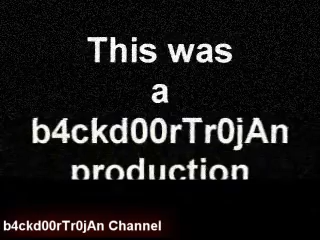 This was
a
b4ckd00rTr0jAn
production
b4ckd00rTr0jAn Channel